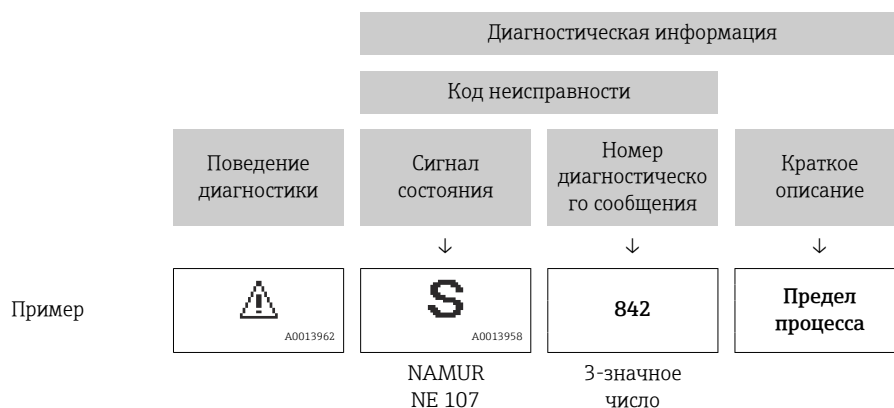 Диагностическая информация
Код неисправности
Поведение
диагностики
Сигнал
состояния
Номер
диагностическо
го сообщения
Краткое
описание
↓ ↓ ↓
Пример
A0013962
S
A0013958
842
Предел
процесса
NAMUR
NE 107
3-значное
число